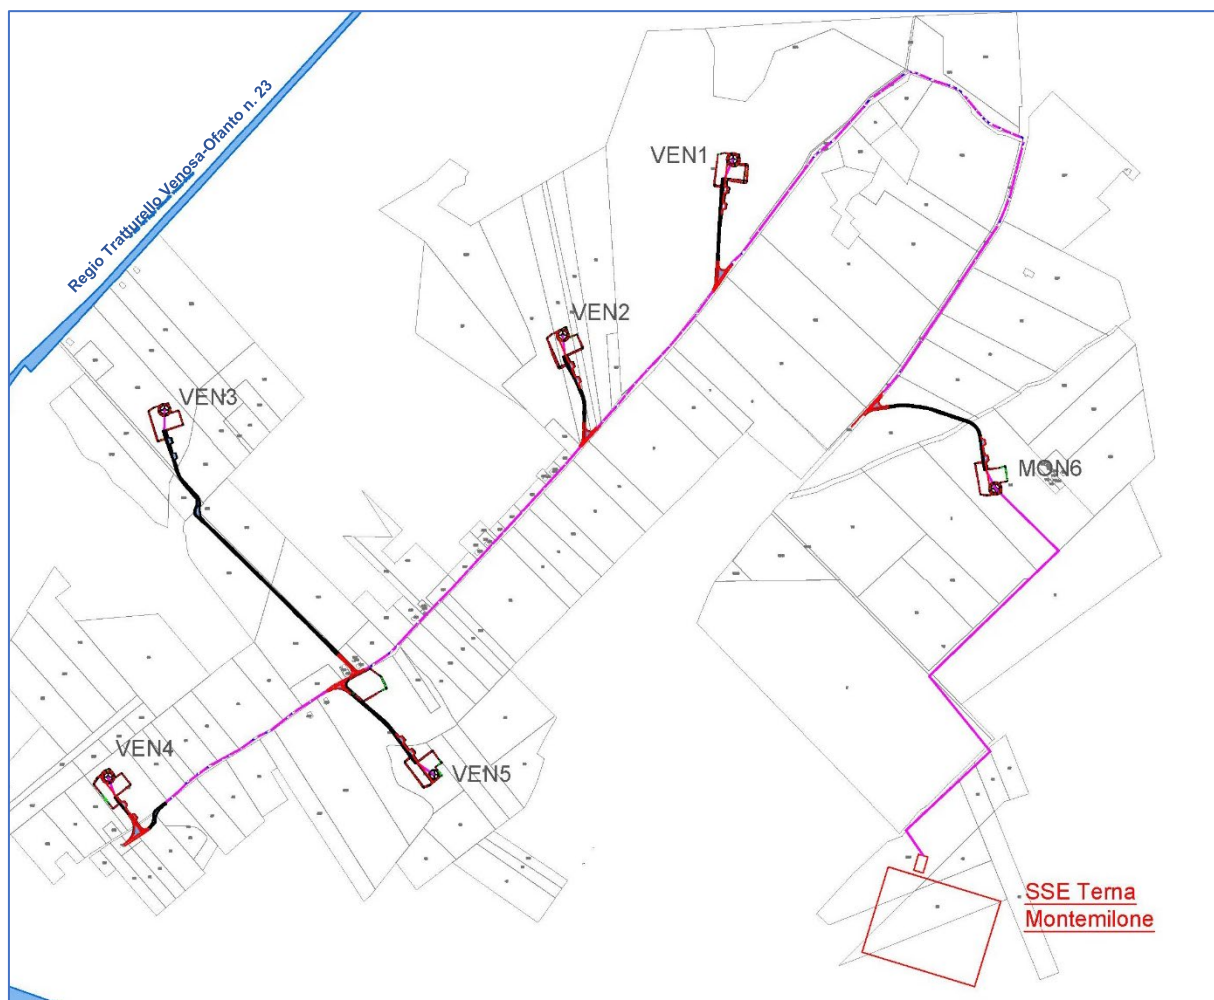 Regio Tratturello Venosa-Ofanto n. 23
VEN1
VEN2
VEN3
MON6
VEN4
VEN5
SSE Terna
Montemilone